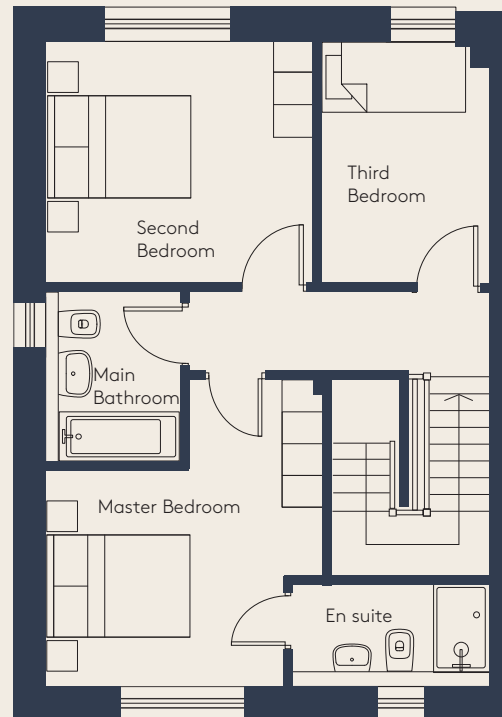 Third
Bedroom
Second
Bedroom
Main
Bathroom
Master Bedroom
En suite